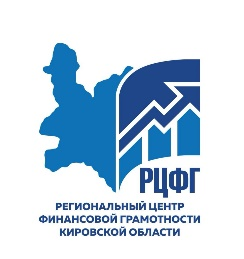 РЦФГ
РЕГИОНАЛЬНЫЙ ЦЕНТР
ФИНАНСОВОЙ ГРАМОТНОСТИ
КИРОВСКОЙ ОБЛАСТИ